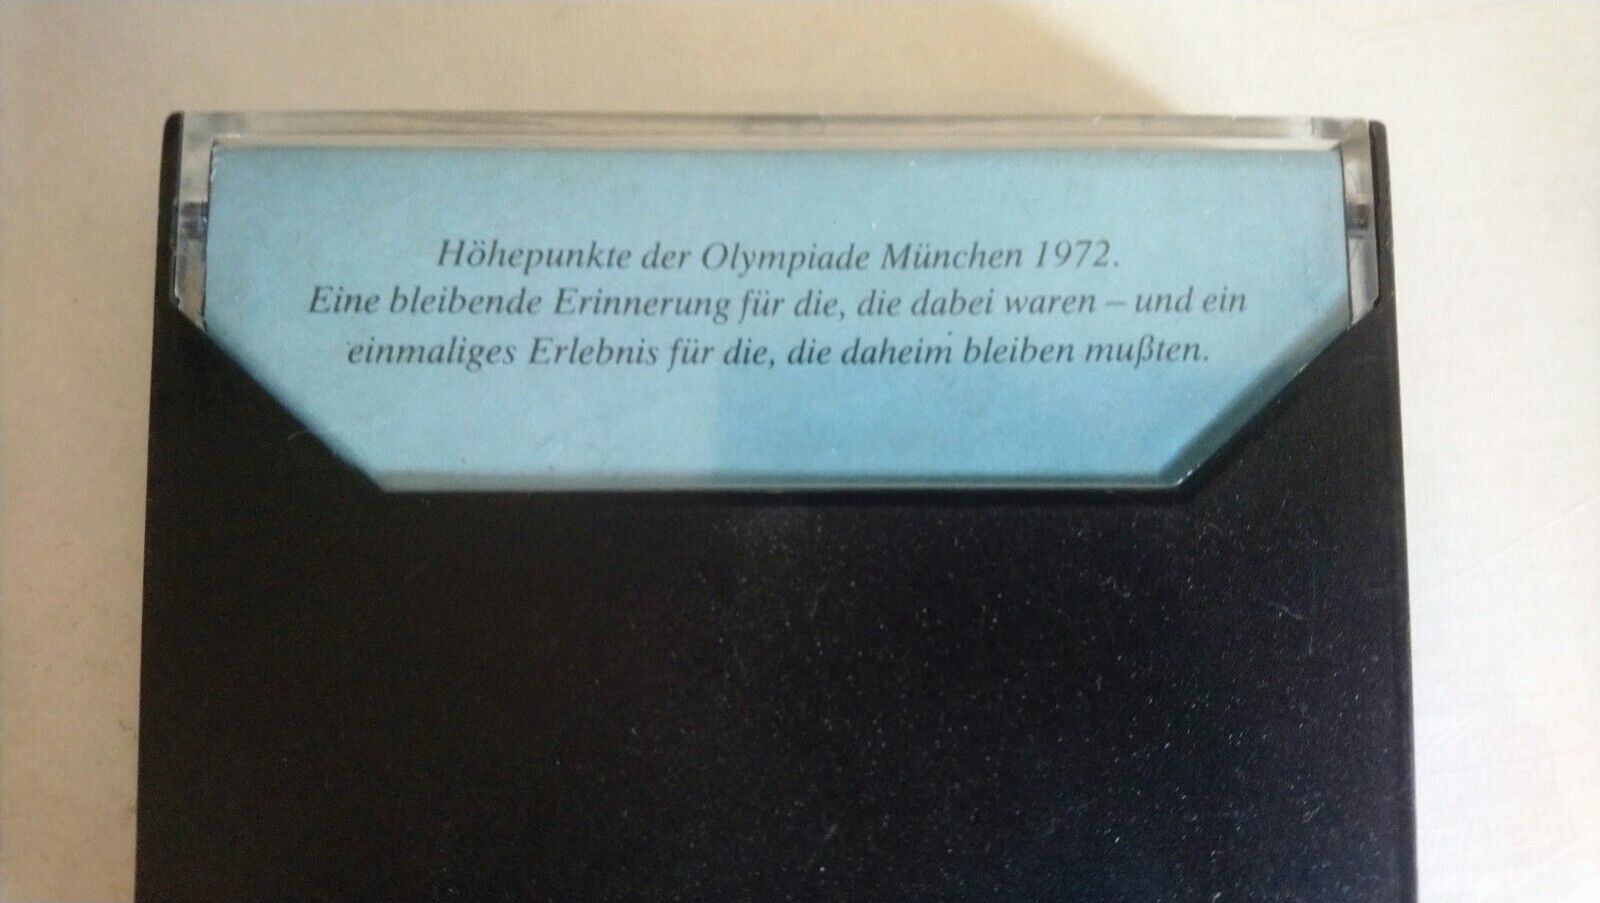 Höhepunkte der Olympiade München 1972.
Eine bleibende Erinnerung für die, die dabei waren – und ein
einmaliges Erlebnis für die, die daheim bleiben mußten.